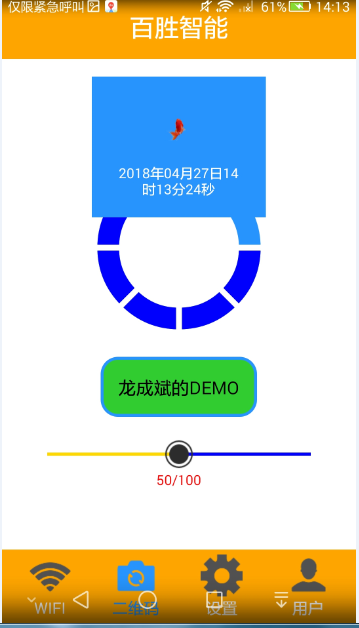 仅限紧急呼叫 61% 14:13
百胜智能
2018年04月27日14
时13分24秒
龙成斌的DEMO
50/100
WIFI 二维码 设置 用户